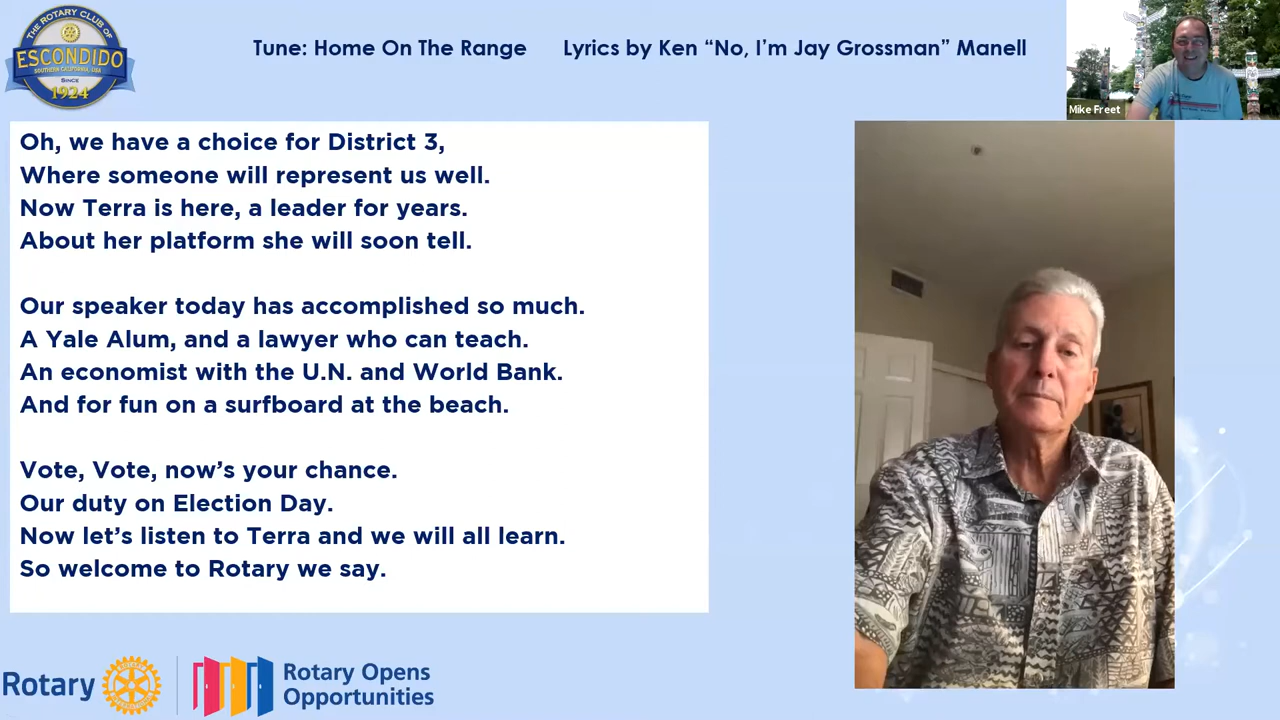 THE ROTARY CLUB OF
ESCONDIDO
SOUTHERN CALIFORNIA, USA
SINCE
1924
Tune: Home On The Range Lyrics by Ken “No, I’m Jay Grossman” Manell
Mike Freet
Oh, we have a choice for District 3,
Where someone will represent us well.
Now Terra is here, a leader for years.
About her platform she will soon tell.
Our speaker today has accomplished so much.
A Yale Alum, and a lawyer who can teach.
An economist with the U.N. and World Bank.
And for fun on a surfboard at the beach.
Vote, Vote, now’s your chance.
Our duty on Election Day.
Now let’s listen to Terra and we will all learn.
So welcome to Rotary we say.
Rotary
Rotary Opens
Opportunities